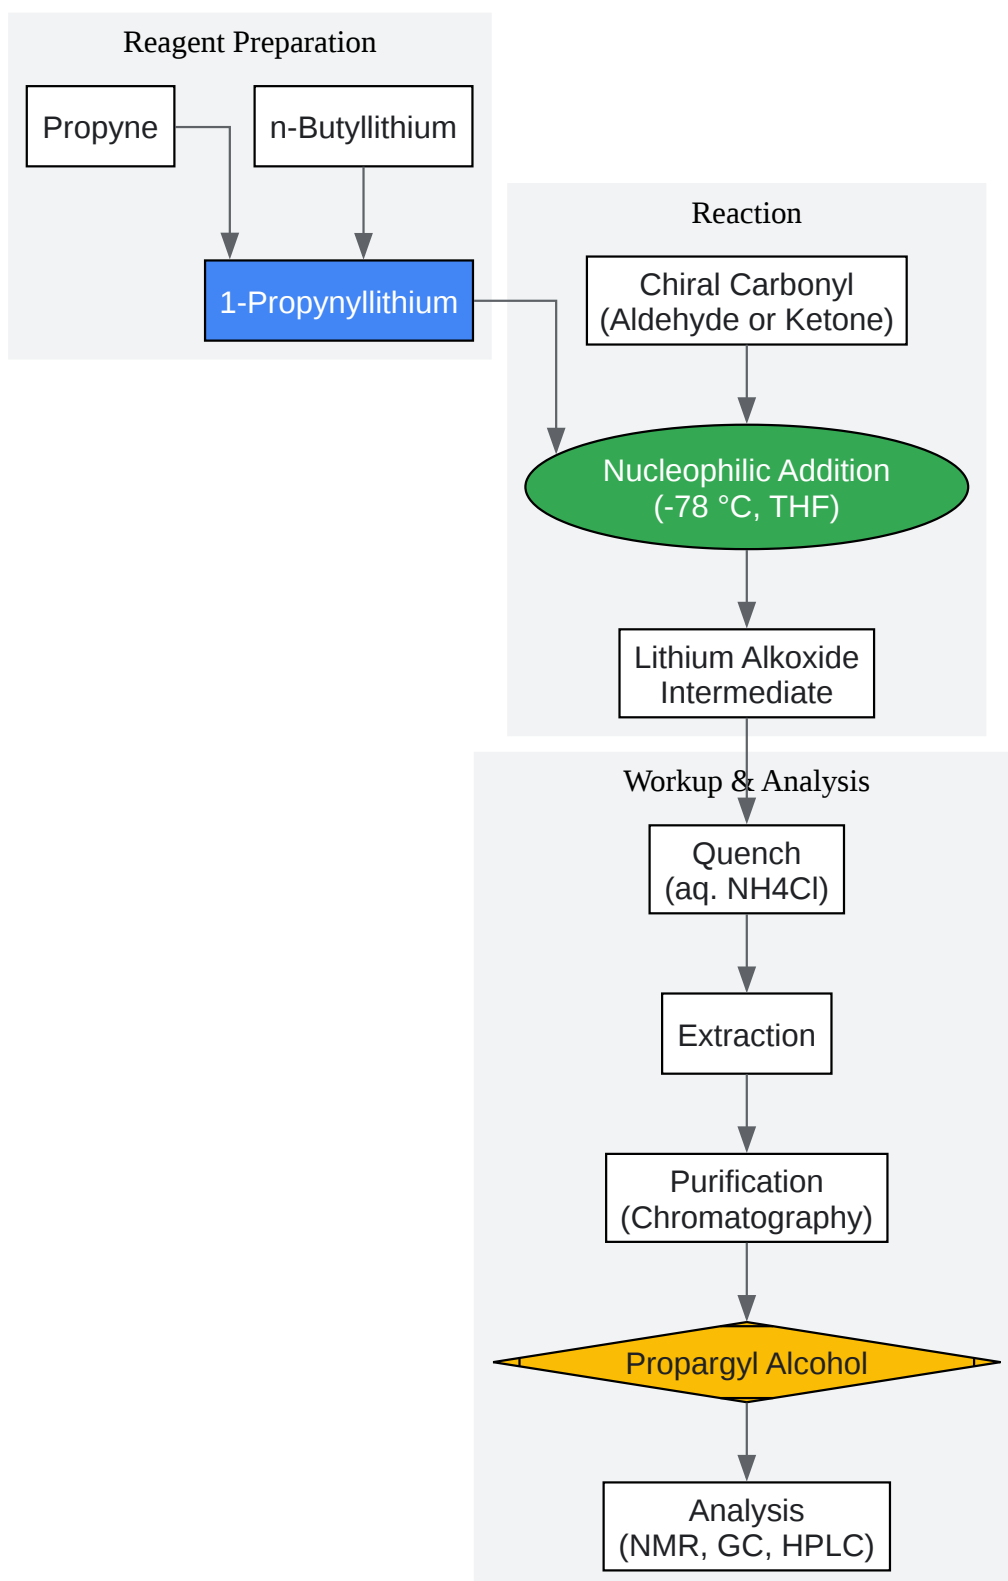 Reagent Preparation
Propyne
n-Butyllithium
1-Propynyllithium
Reaction
Chiral Carbonyl
(Aldehyde or Ketone)
Nucleophilic Addition
(-78 °C, THF)
Lithium Alkoxide
Intermediate
Workup & Analysis
Quench
(aq. NH4Cl)
Extraction
Purification
(Chromatography)
Propargyl Alcohol
Analysis
(NMR, GC, HPLC)